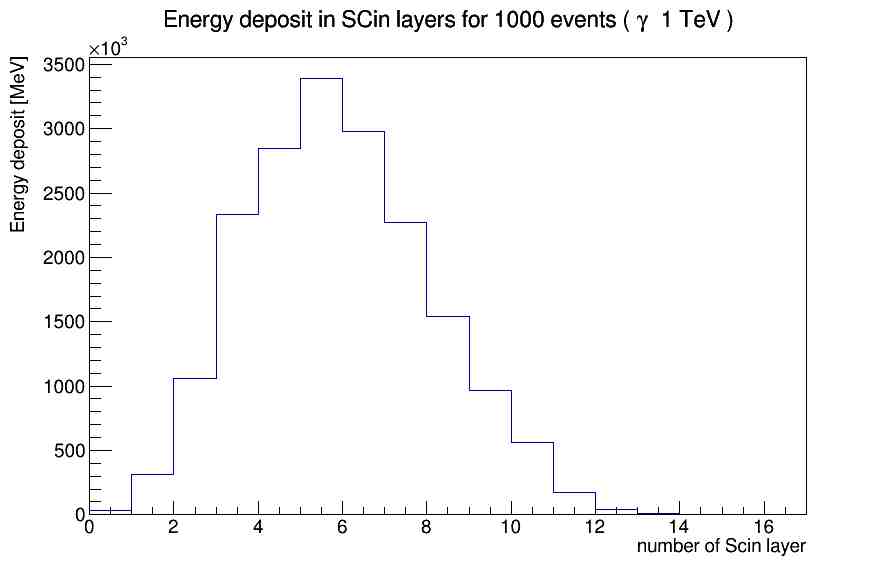 Energy deposit in SCin layers for 1000 events ( γ 1 TeV )
×10³
Energy deposit [MeV]
3500
3000
2500
2000
1500
1000
500
0
0 2 4 6 8 10 12 14 16
number of Scin layer